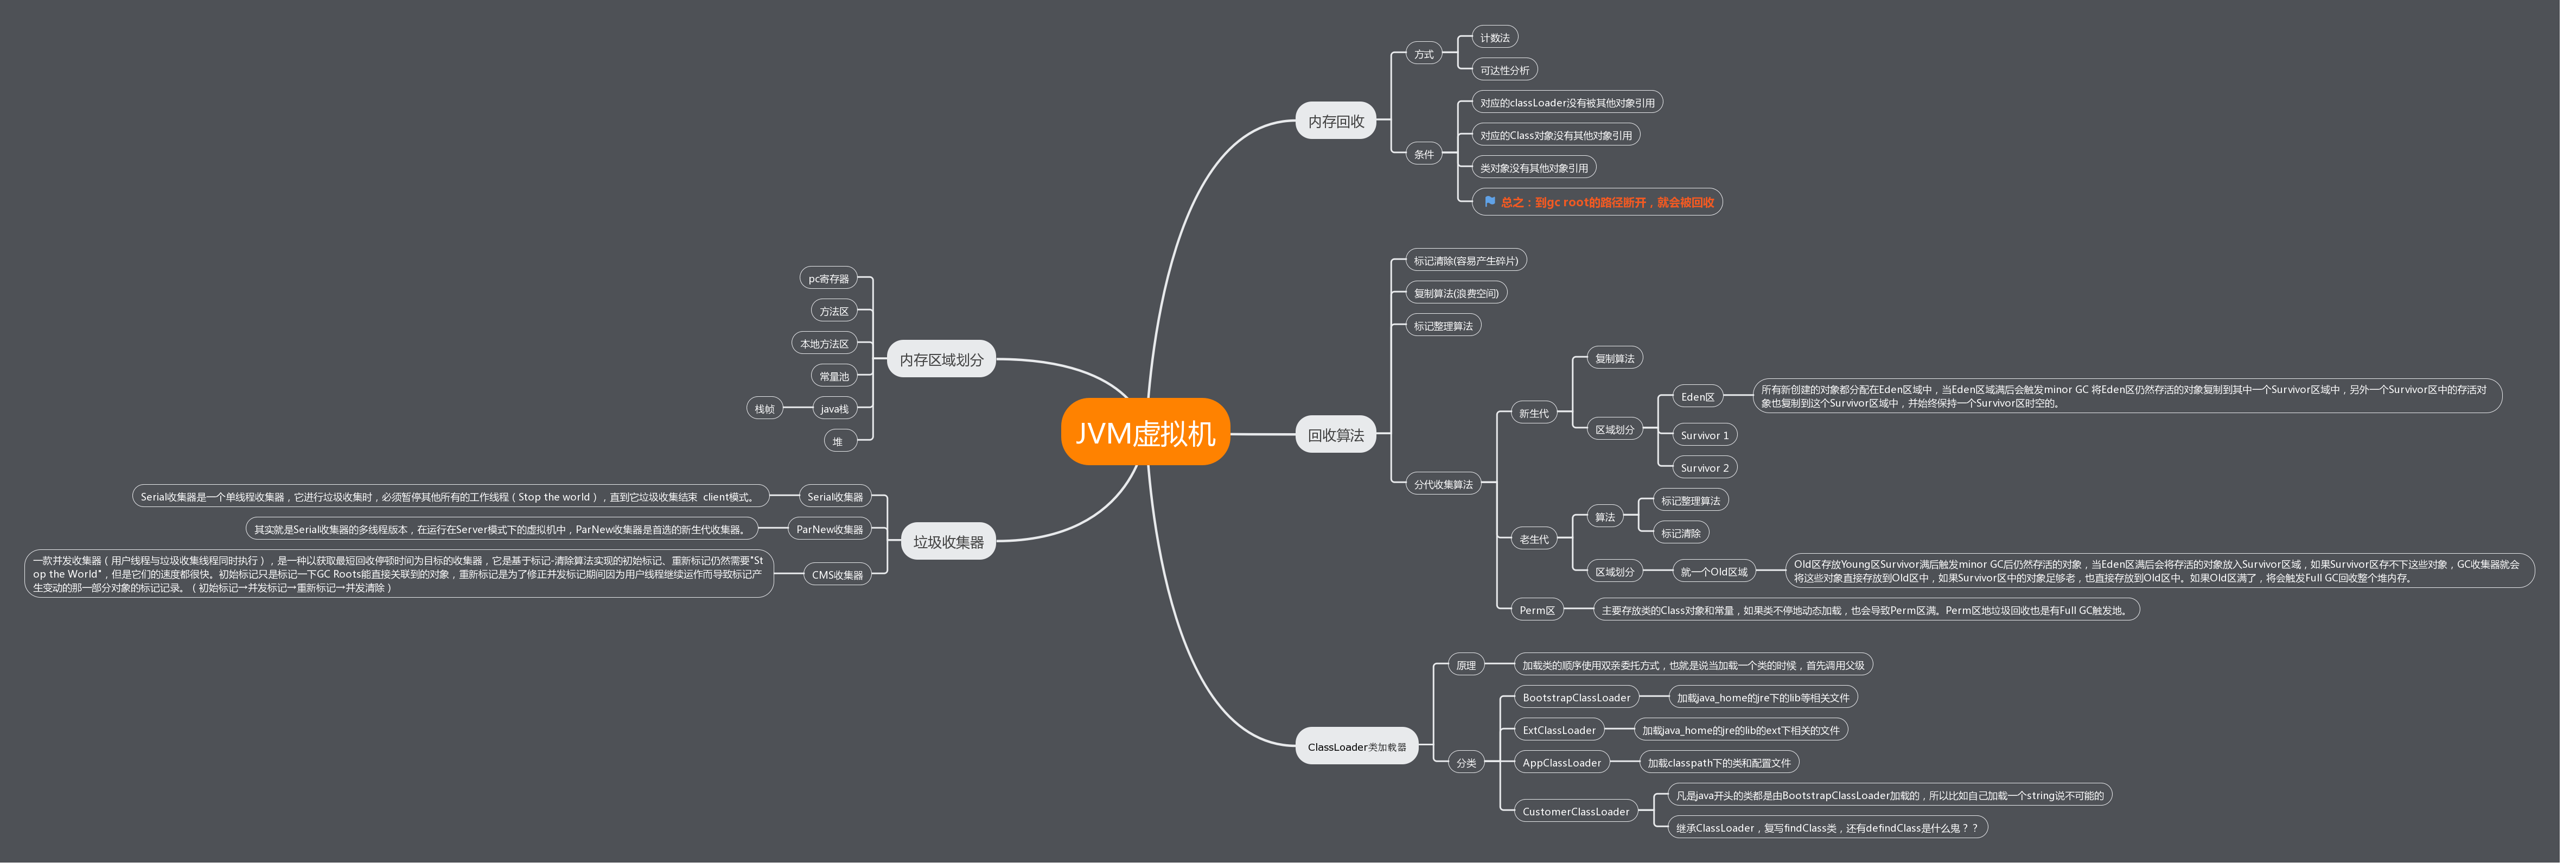 JVM虚拟机
内存回收
方式
计数法
可达性分析
条件
对应的classLoader没有被其他对象引用
对应的Class对象没有其他对象引用
类对象没有其他对象引用
总之：到gc root的路径断开，就会被回收
回收算法
标记清除(容易产生碎片)
复制算法(浪费空间)
标记整理算法
分代收集算法
新生代
复制算法
区域划分
Eden区
所有新创建的对象都分配在Eden区域中，当Eden区域满后会触发minor GC 将Eden区仍然存活的对象复制到其中一个Survivor区域中，另外一个Survivor区中的存活对
象也复制到这个Survivor区域中，并始终保持一个Survivor区时空的。
Survivor 1
Survivor 2
老生代
算法
标记整理算法
标记清除
区域划分
就一个Old区域
Old区存放Young区Survivor满后触发minor GC后仍然存活的对象，当Eden区满后会将存活的对象放入Survivor区域，如果Survivor区存不下这些对象，GC收集器就会
将这些对象直接存放到Old区中，如果Survivor区中的对象足够老，也直接存放到Old区中。如果Old区满了，将会触发Full GC回收整个堆内存。
Perm区
主要存放类的Class对象和常量，如果类不停地动态加载，也会导致Perm区满。Perm区地垃圾回收也是有Full GC触发地。
ClassLoader类加载器
原理
加载类的顺序使用双亲委托方式，也就是说当加载一个类的时候，首先调用父级
分类
BootstrapClassLoader
加载java_home的jre下的lib等相关文件
ExtClassLoader
加载java_home的jre的lib的ext下相关的文件
AppClassLoader
加载classpath下的类和配置文件
CustomerClassLoader
凡是java开头的类都是由BootstrapClassLoader加载的，所以比如自己加载一个string说不可能的
继承ClassLoader，复写findClass类，还有defindClass是什么鬼？？
内存区域划分
pc寄存器
方法区
本地方法区
常量池
java栈
栈帧
堆
垃圾收集器
Serial收集器
Serial收集器是一个单线程收集器，它进行垃圾收集时，必须暂停其他所有的工作线程（Stop the world），直到它垃圾收集结束  client模式。
ParNew收集器
其实就是Serial收集器的多线程版本，在运行在Server模式下的虚拟机中，ParNew收集器是首选的新生代收集器。
CMS收集器
一款并发收集器（用户线程与垃圾收集线程同时执行），是一种以获取最短回收停顿时间为目标的收集器，它是基于标记-清除算法实现的初始标记、重新标记仍然需要"St
op the World"，但是它们的速度都很快。初始标记只是标记一下GC Roots能直接关联到的对象，重新标记是为了修正并发标记期间因为用户线程继续运作而导致标记产
生变动的那一部分对象的标记记录。（初始标记→并发标记→重新标记→并发清除）